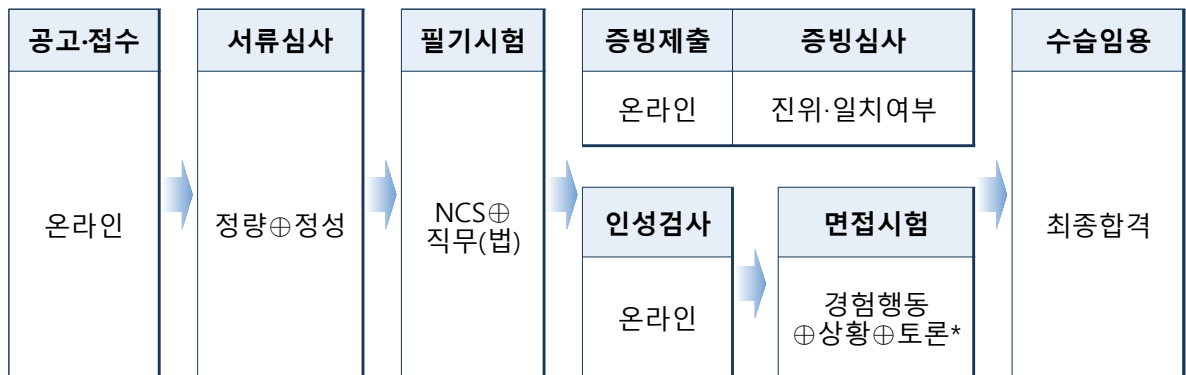 공고·접수
온라인
서류심사
정량⊕정성
필기시험
NCS⊕
직무(법)
증빙제출
증빙심사
온라인
진위·일치여부
인성검사
온라인
면접시험
경험행동
⊕상황⊕토론*
수습임용
최종합격